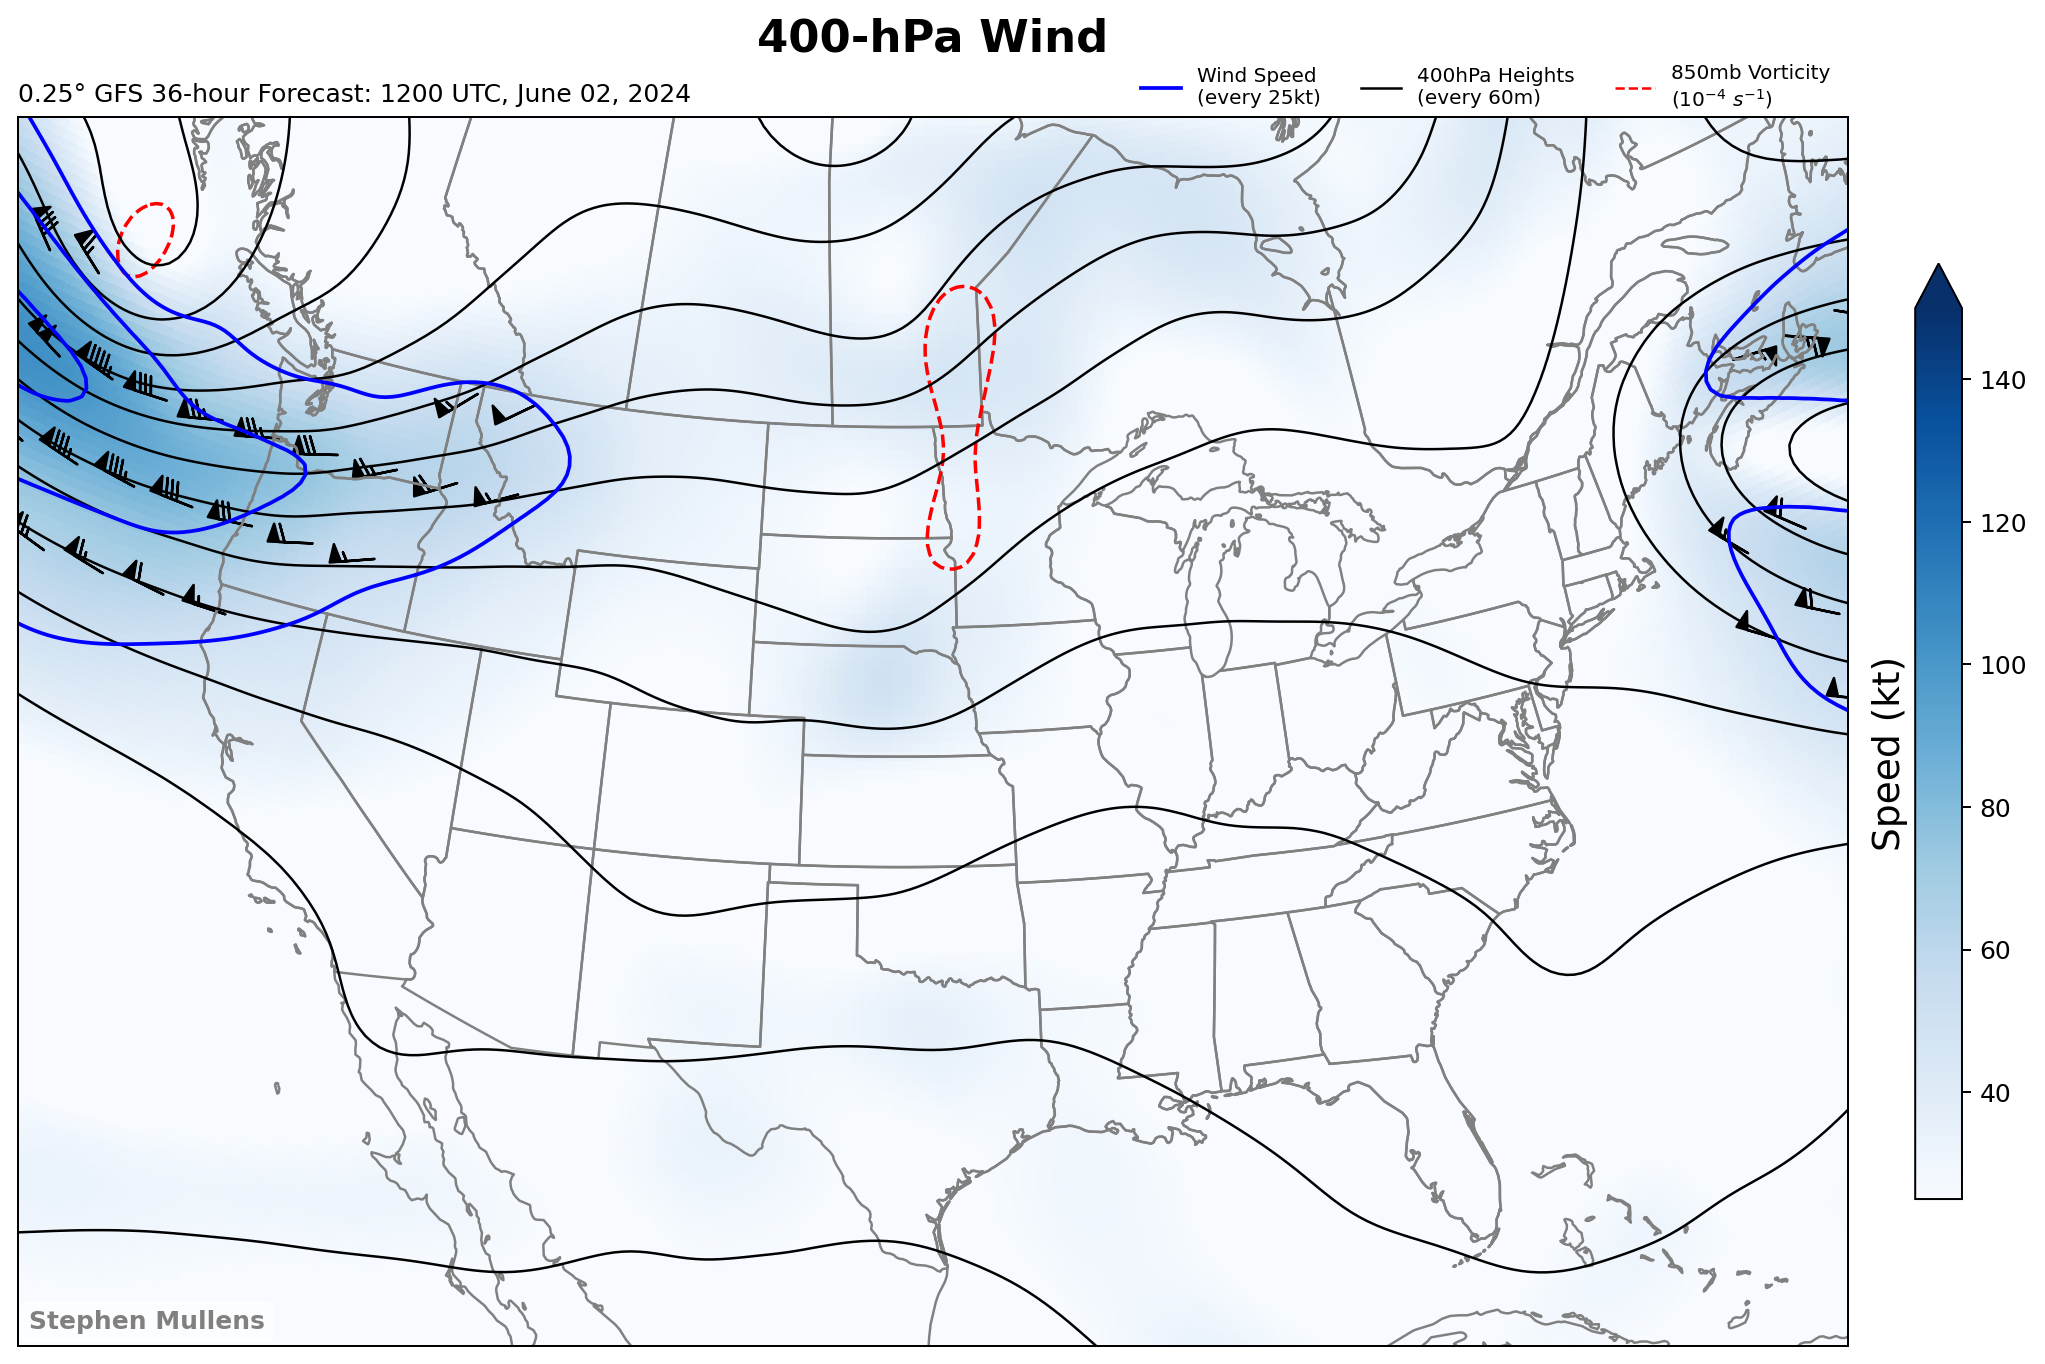 400-hPa Wind
0.25° GFS 36-hour Forecast: 1200 UTC, June 02, 2024
Wind Speed
(every 25kt)
400hPa Heights
(every 60m)
850mb Vorticity
(10⁻⁴ s⁻¹)
140
120
100
80
60
40
Speed (kt)
Stephen Mullens